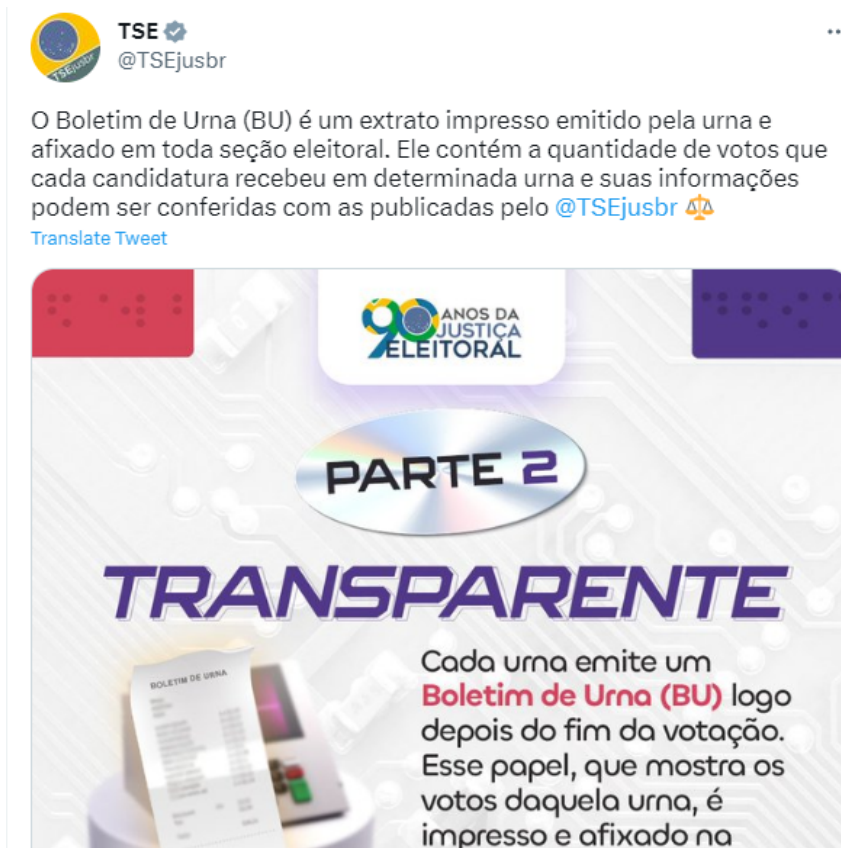 TSE
@TSEjusbr
O Boletim de Urna (BU) é um extrato impresso emitido pela urna e
afixado em toda seção eleitoral. Ele contém a quantidade de votos que
cada candidatura recebeu em determinada urna e suas informações
podem ser conferidas com as publicadas pelo @TSEjusbr
Translate Tweet
90 ANOS DA
JUSTIÇA
ELEITORAL
PARTE 2
TRANSPARENTE
BOLETIM DE URNA
Cada urna emite um
Boletim de Urna (BU) logo
depois do fim da votação.
Esse papel, que mostra os
votos daquela urna, é
impresso e afixado na